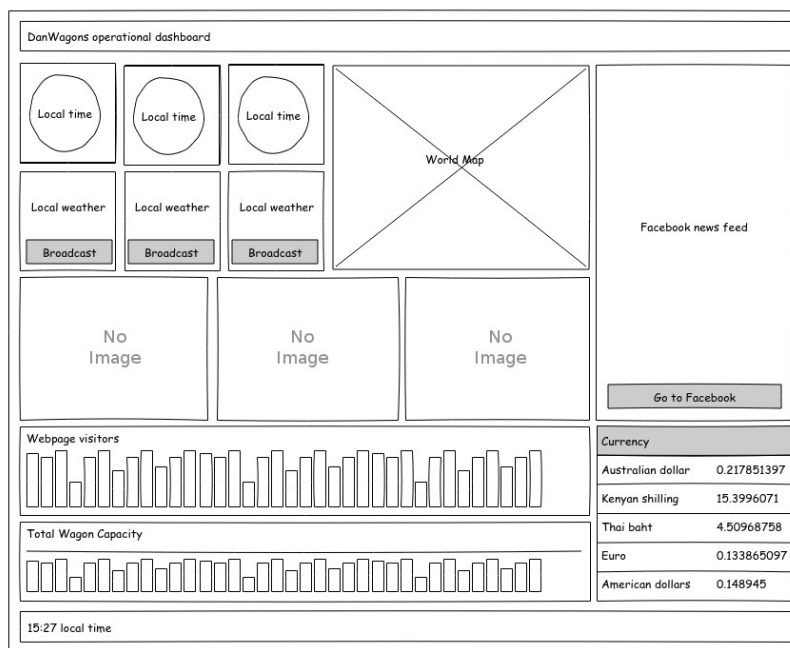 DanWagons operational dashboard
Local time
Local time
Local time
World Map
Facebook news feed
Local weather
Local weather
Local weather
Broadcast
Broadcast
Broadcast
No
Image
No
Image
No
Image
Go to Facebook
Webpage visitors
Currency
Australian dollar 0.217851397
Kenyan shilling 15.3996071
Thai baht 4.50968758
Euro 0.133865097
American dollars 0.148945
Total Wagon Capacity
15:27 local time